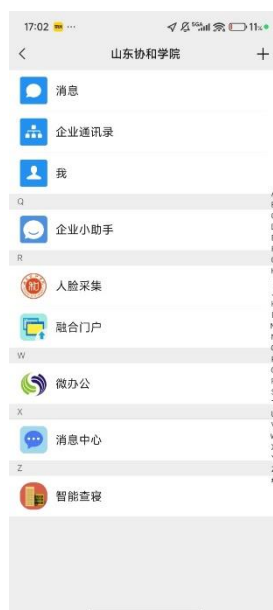 17:02
11%
山东协和学院
消息
企业通讯录
我
Q
企业小助手
R
人脸采集
融合门户
W
微办公
X
消息中心
Z
智能查寝